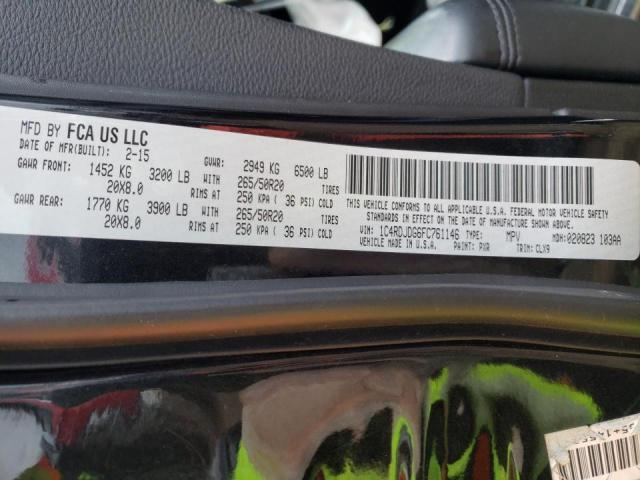 MFD BY FCA US LLC
DATE OF MFR(BUILT): 2-15 GVWR: 2949 KG 6500 LB
GAWR FRONT: 1452 KG 3200 LB WITH 265/50R20 TIRES
20X8.0 RIMS AT 250 KPA ( 36 PSI) COLD
GAWR REAR: 1770 KG 3900 LB WITH 265/50R20 TIRES
20X8.0 RIMS AT 250 KPA ( 36 PSI) COLD
THIS VEHICLE CONFORMS TO ALL APPLICABLE U.S.A. FEDERAL MOTOR VEHICLE SAFETY
STANDARDS IN EFFECT ON THE DATE OF MANUFACTURE SHOWN ABOVE.
VIN: 1C4RDJDG6FC761146 TYPE: MPV MDH: 020823 103AA
VEHICLE MADE IN U.S.A. PAINT: PXR TRIM: CLX9